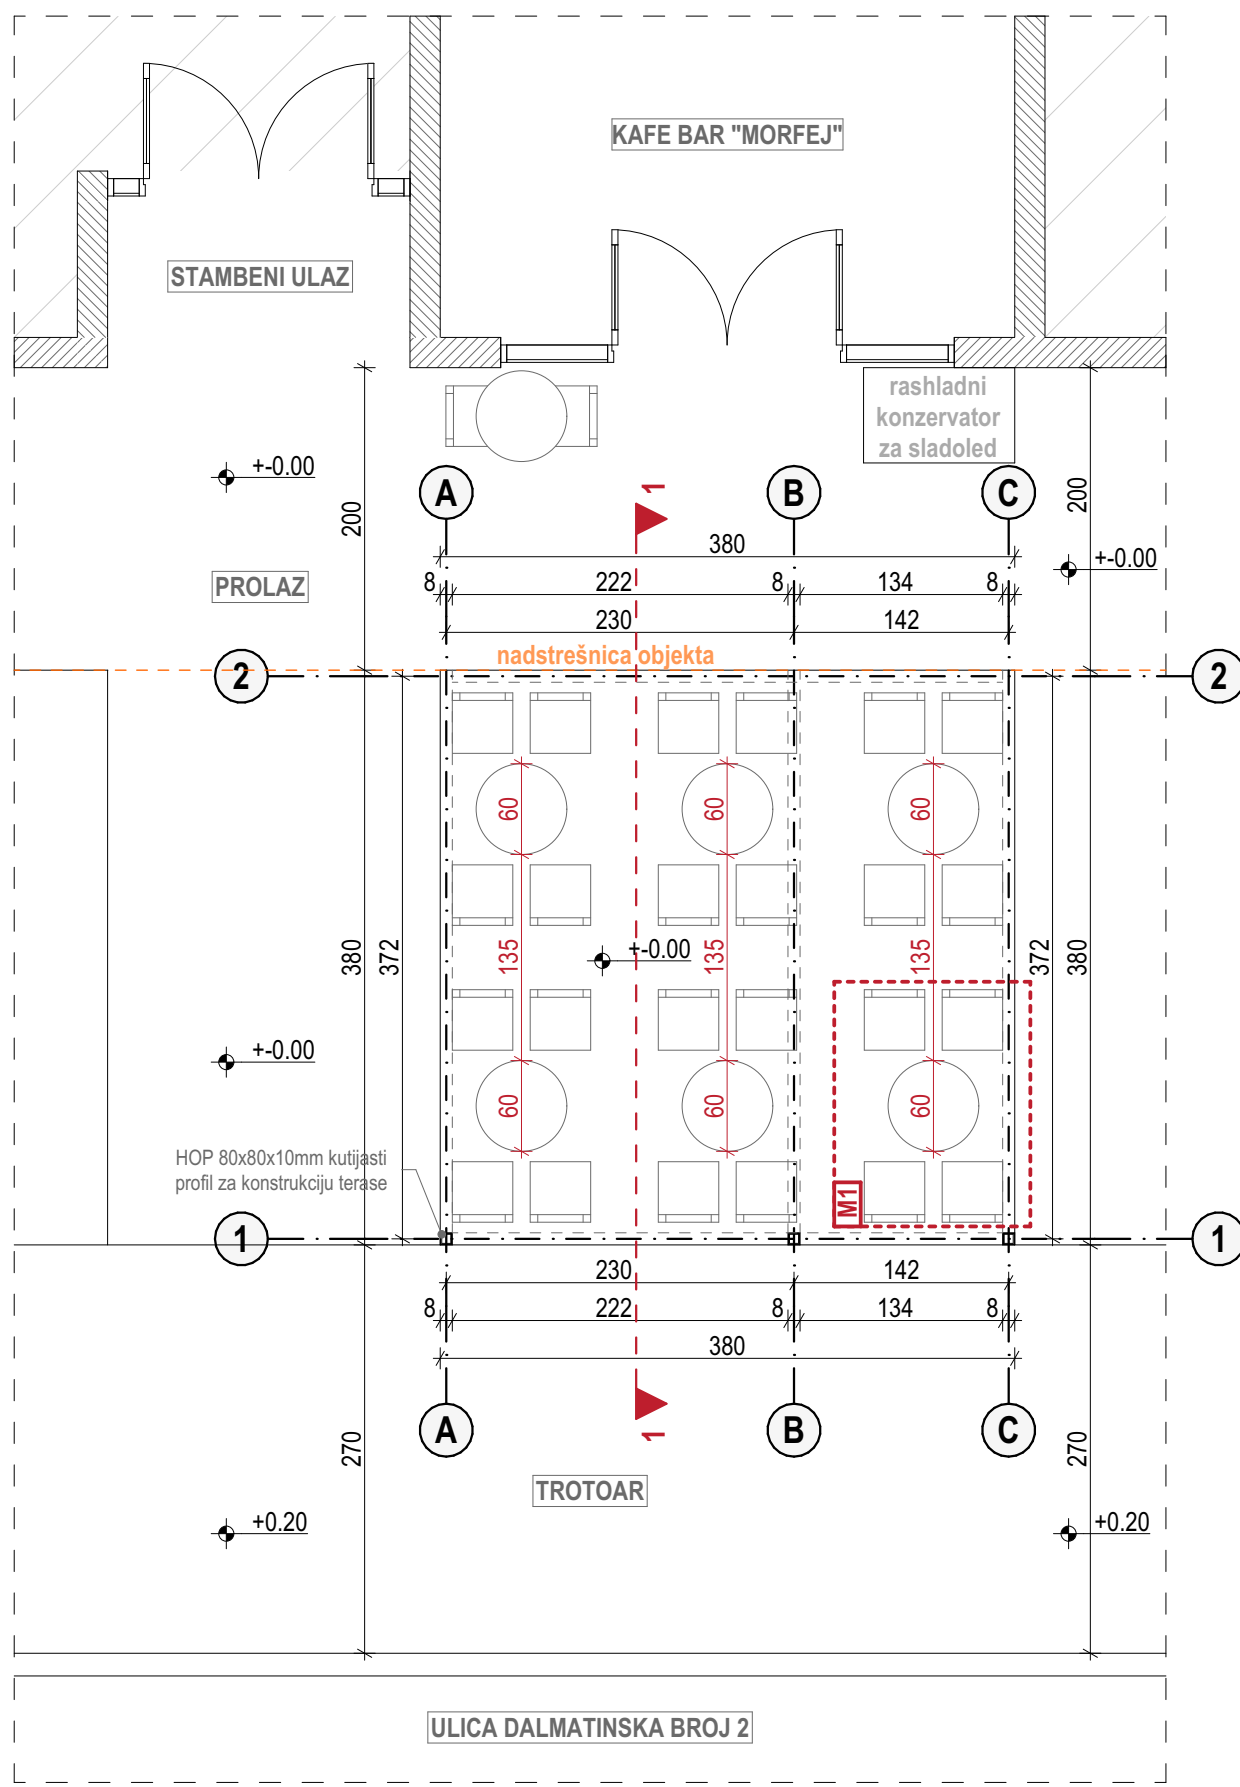 KAFE BAR "MORFEJ"
STAMBENI ULAZ
rashladni
konzervator
za sladoled
+-0.00
200
A
1
B
C
200
380
+-0.00
PROLAZ
8
222
8
134
8
230
142
nadstrešnica objekta
2
2
60
60
60
380
372
135
+-0.00
135
135
372
380
+-0.00
60
60
60
HOP 80x80x10mm kutijasti
profil za konstrukciju terase
M1
1
1
230
142
8
222
8
134
8
380
A
1
B
C
270
270
TROTOAR
+0.20
+0.20
ULICA DALMATINSKA BROJ 2